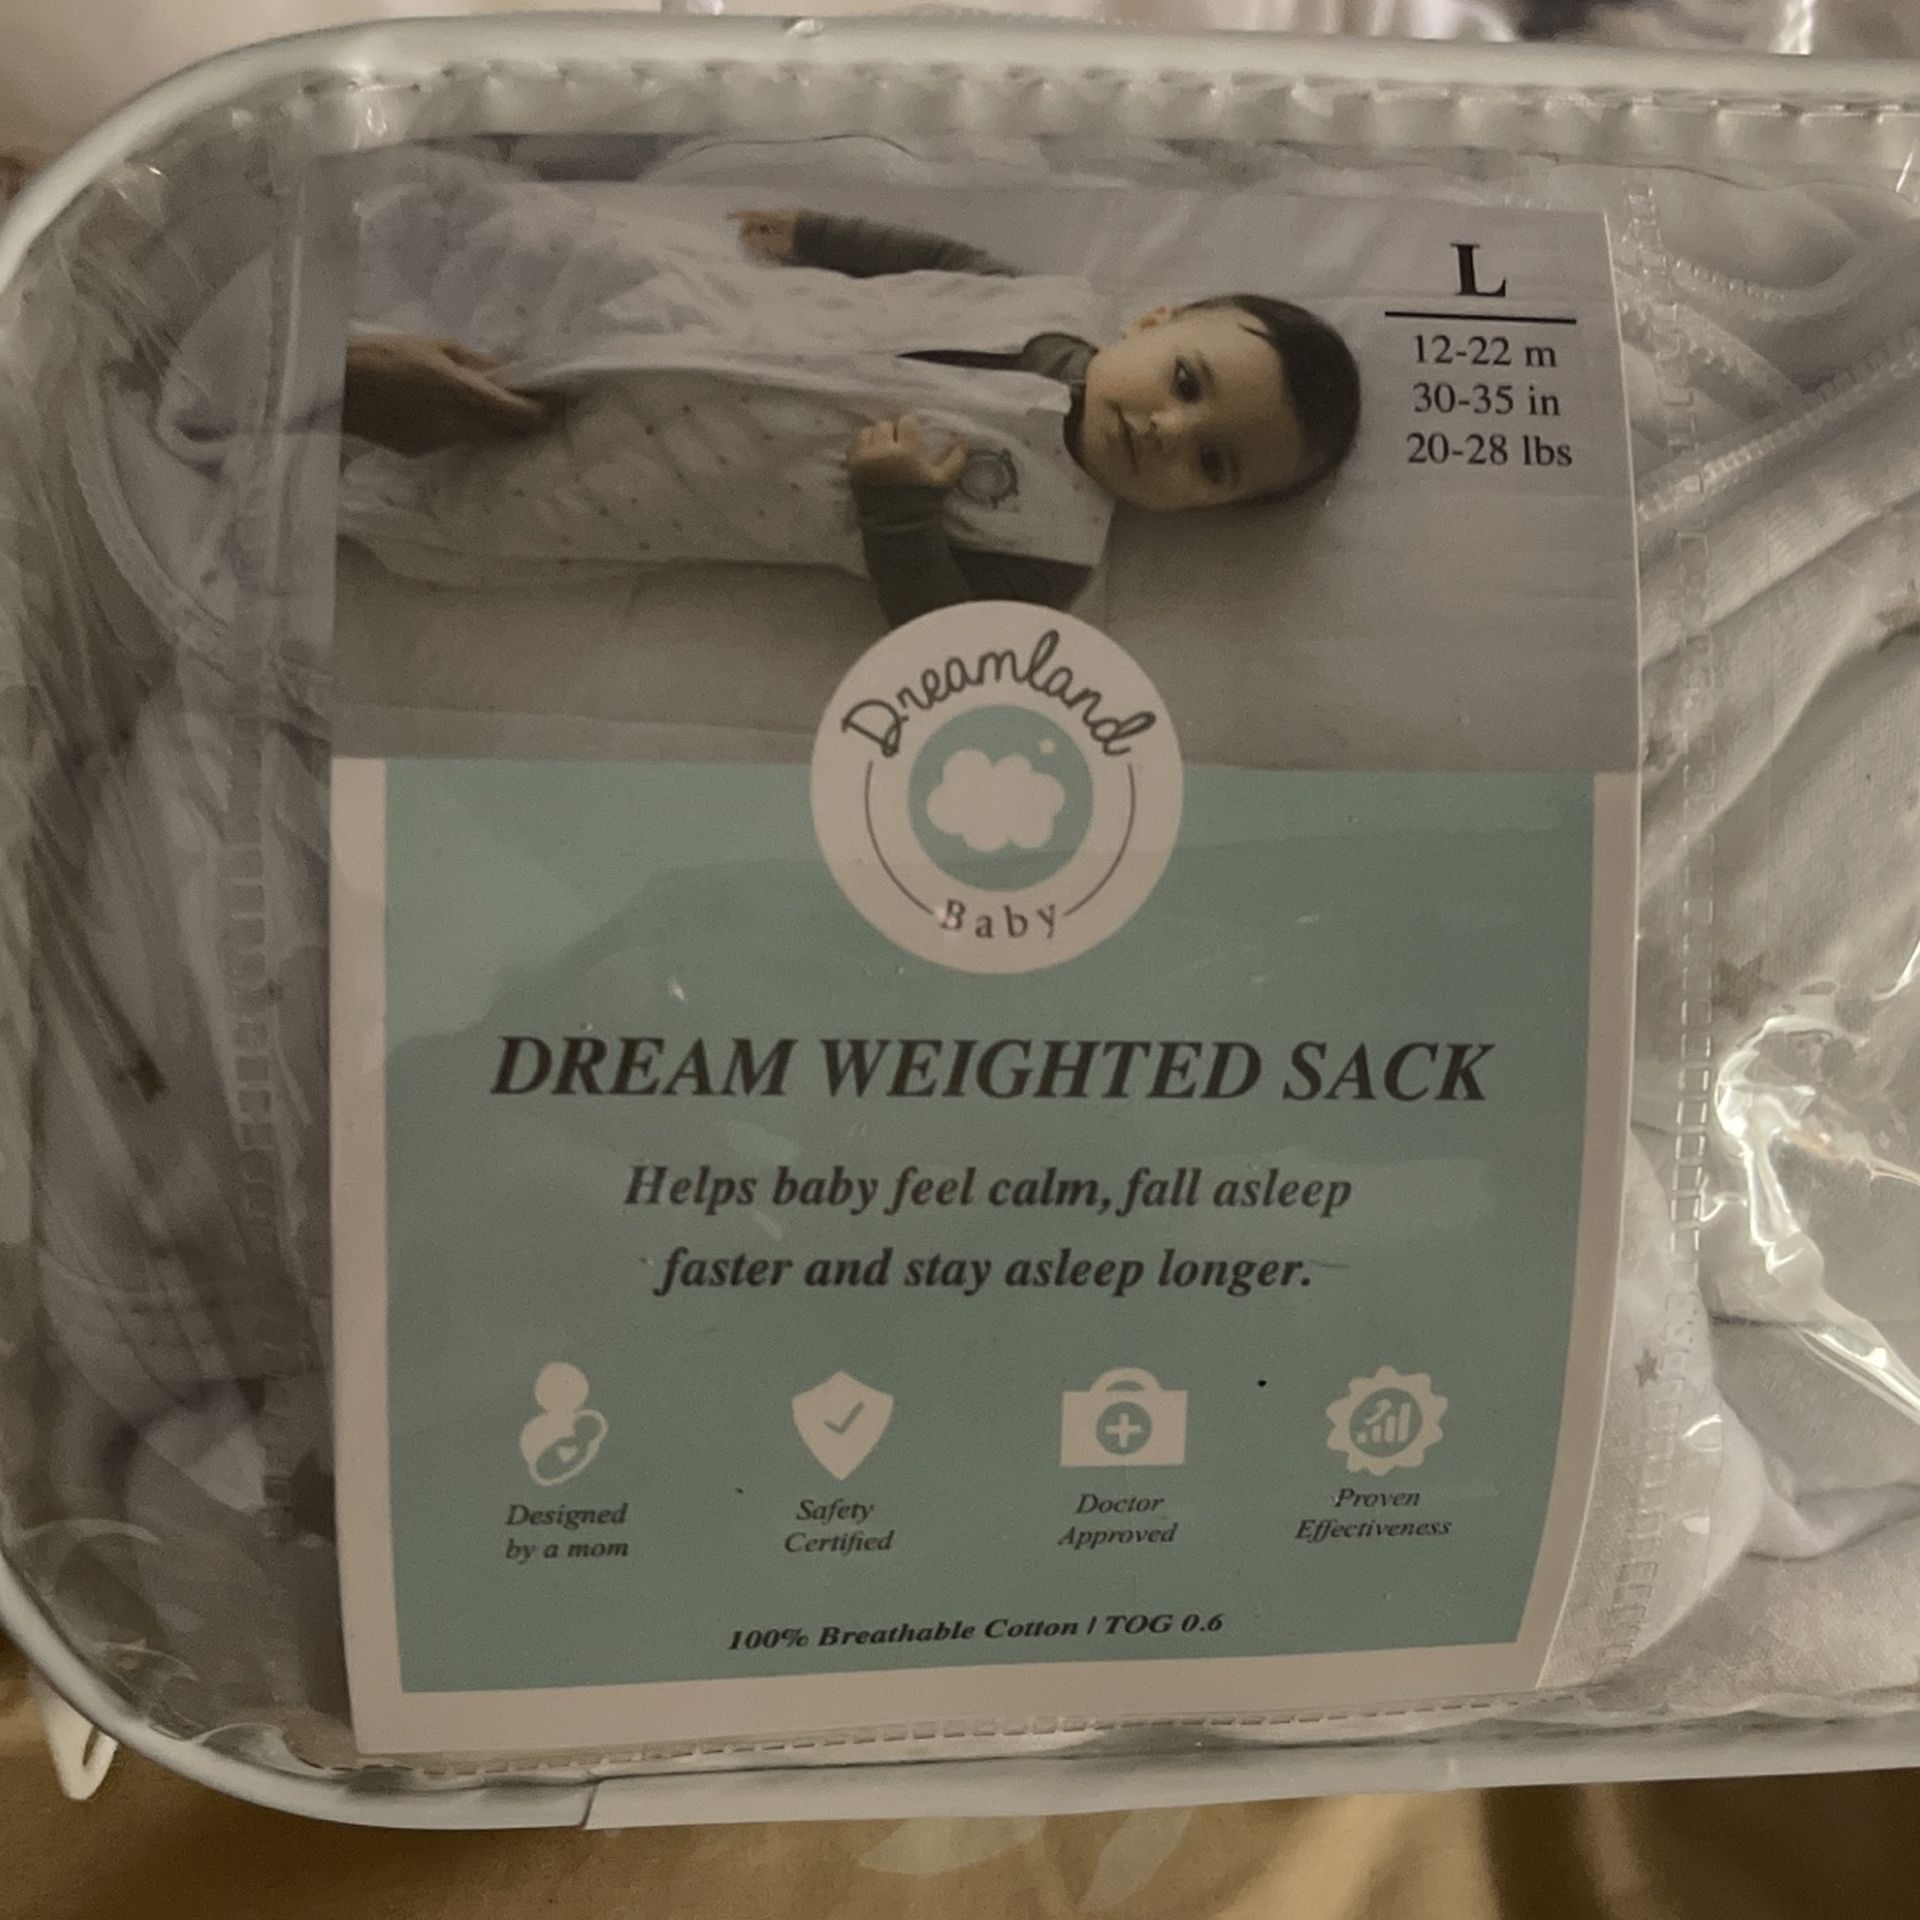 L
12-22 m
30-35 in
20-28 lbs
Dreamland
Baby
DREAM WEIGHTED SACK
Helps baby feel calm, fall asleep
faster and stay asleep longer.
Designed
by a mom
Safety
Certified
Doctor
Approved
Proven
Effectiveness
100% Breathable Cotton | TOG 0.6